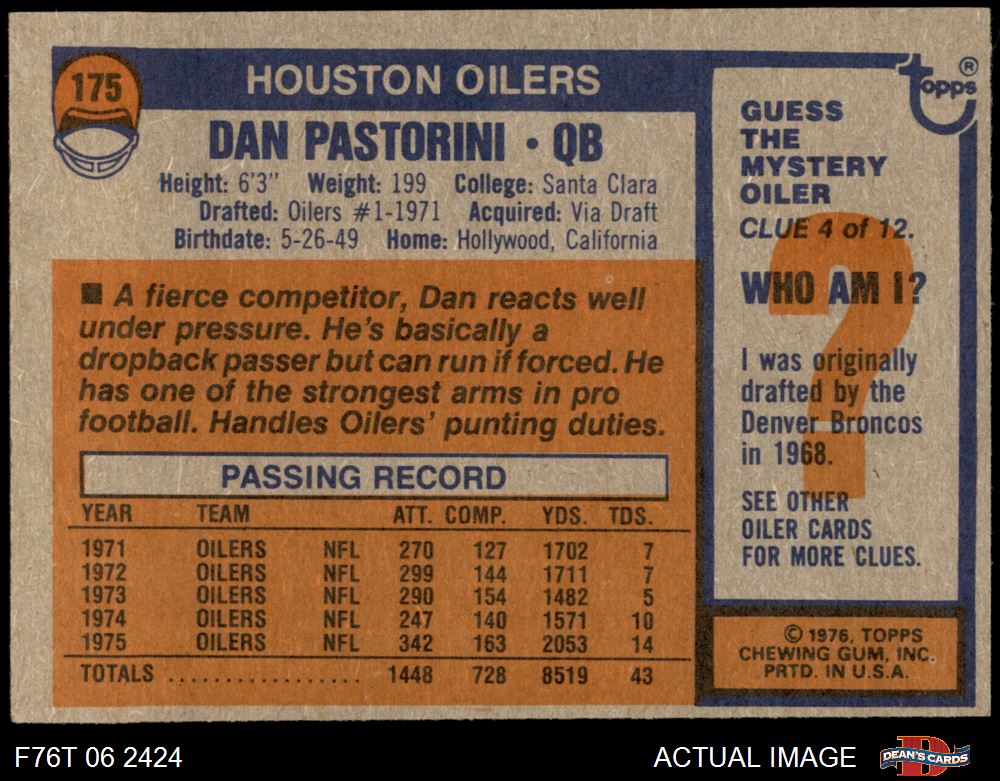 175
HOUSTON OILERS
DAN PASTORINI • QB
Height: 6'3" Weight: 199 College: Santa Clara
Drafted: Oilers #1-1971 Acquired: Via Draft
Birthdate: 5-26-49 Home: Hollywood, California
■ A fierce competitor, Dan reacts well
under pressure. He's basically a
dropback passer but can run if forced. He
has one of the strongest arms in pro
football. Handles Oilers' punting duties.
PASSING RECORD
YEAR TEAM ATT. COMP. YDS. TDS.
1971 OILERS NFL 270 127 1702 7
1972 OILERS NFL 299 144 1711 7
1973 OILERS NFL 290 154 1482 5
1974 OILERS NFL 247 140 1571 10
1975 OILERS NFL 342 163 2053 14
TOTALS ................. 1448 728 8519 43
Topps ®
GUESS
THE
MYSTERY
OILER
CLUE 4 of 12.
WHO AM I?
?
I was originally
drafted by the
Denver Broncos
in 1968.
SEE OTHER
OILER CARDS
FOR MORE CLUES.
© 1976, TOPPS
CHEWING GUM, INC.
PRTD. IN U.S.A.
F76T 06 2424
ACTUAL IMAGE
D
DEAN'S CARDS